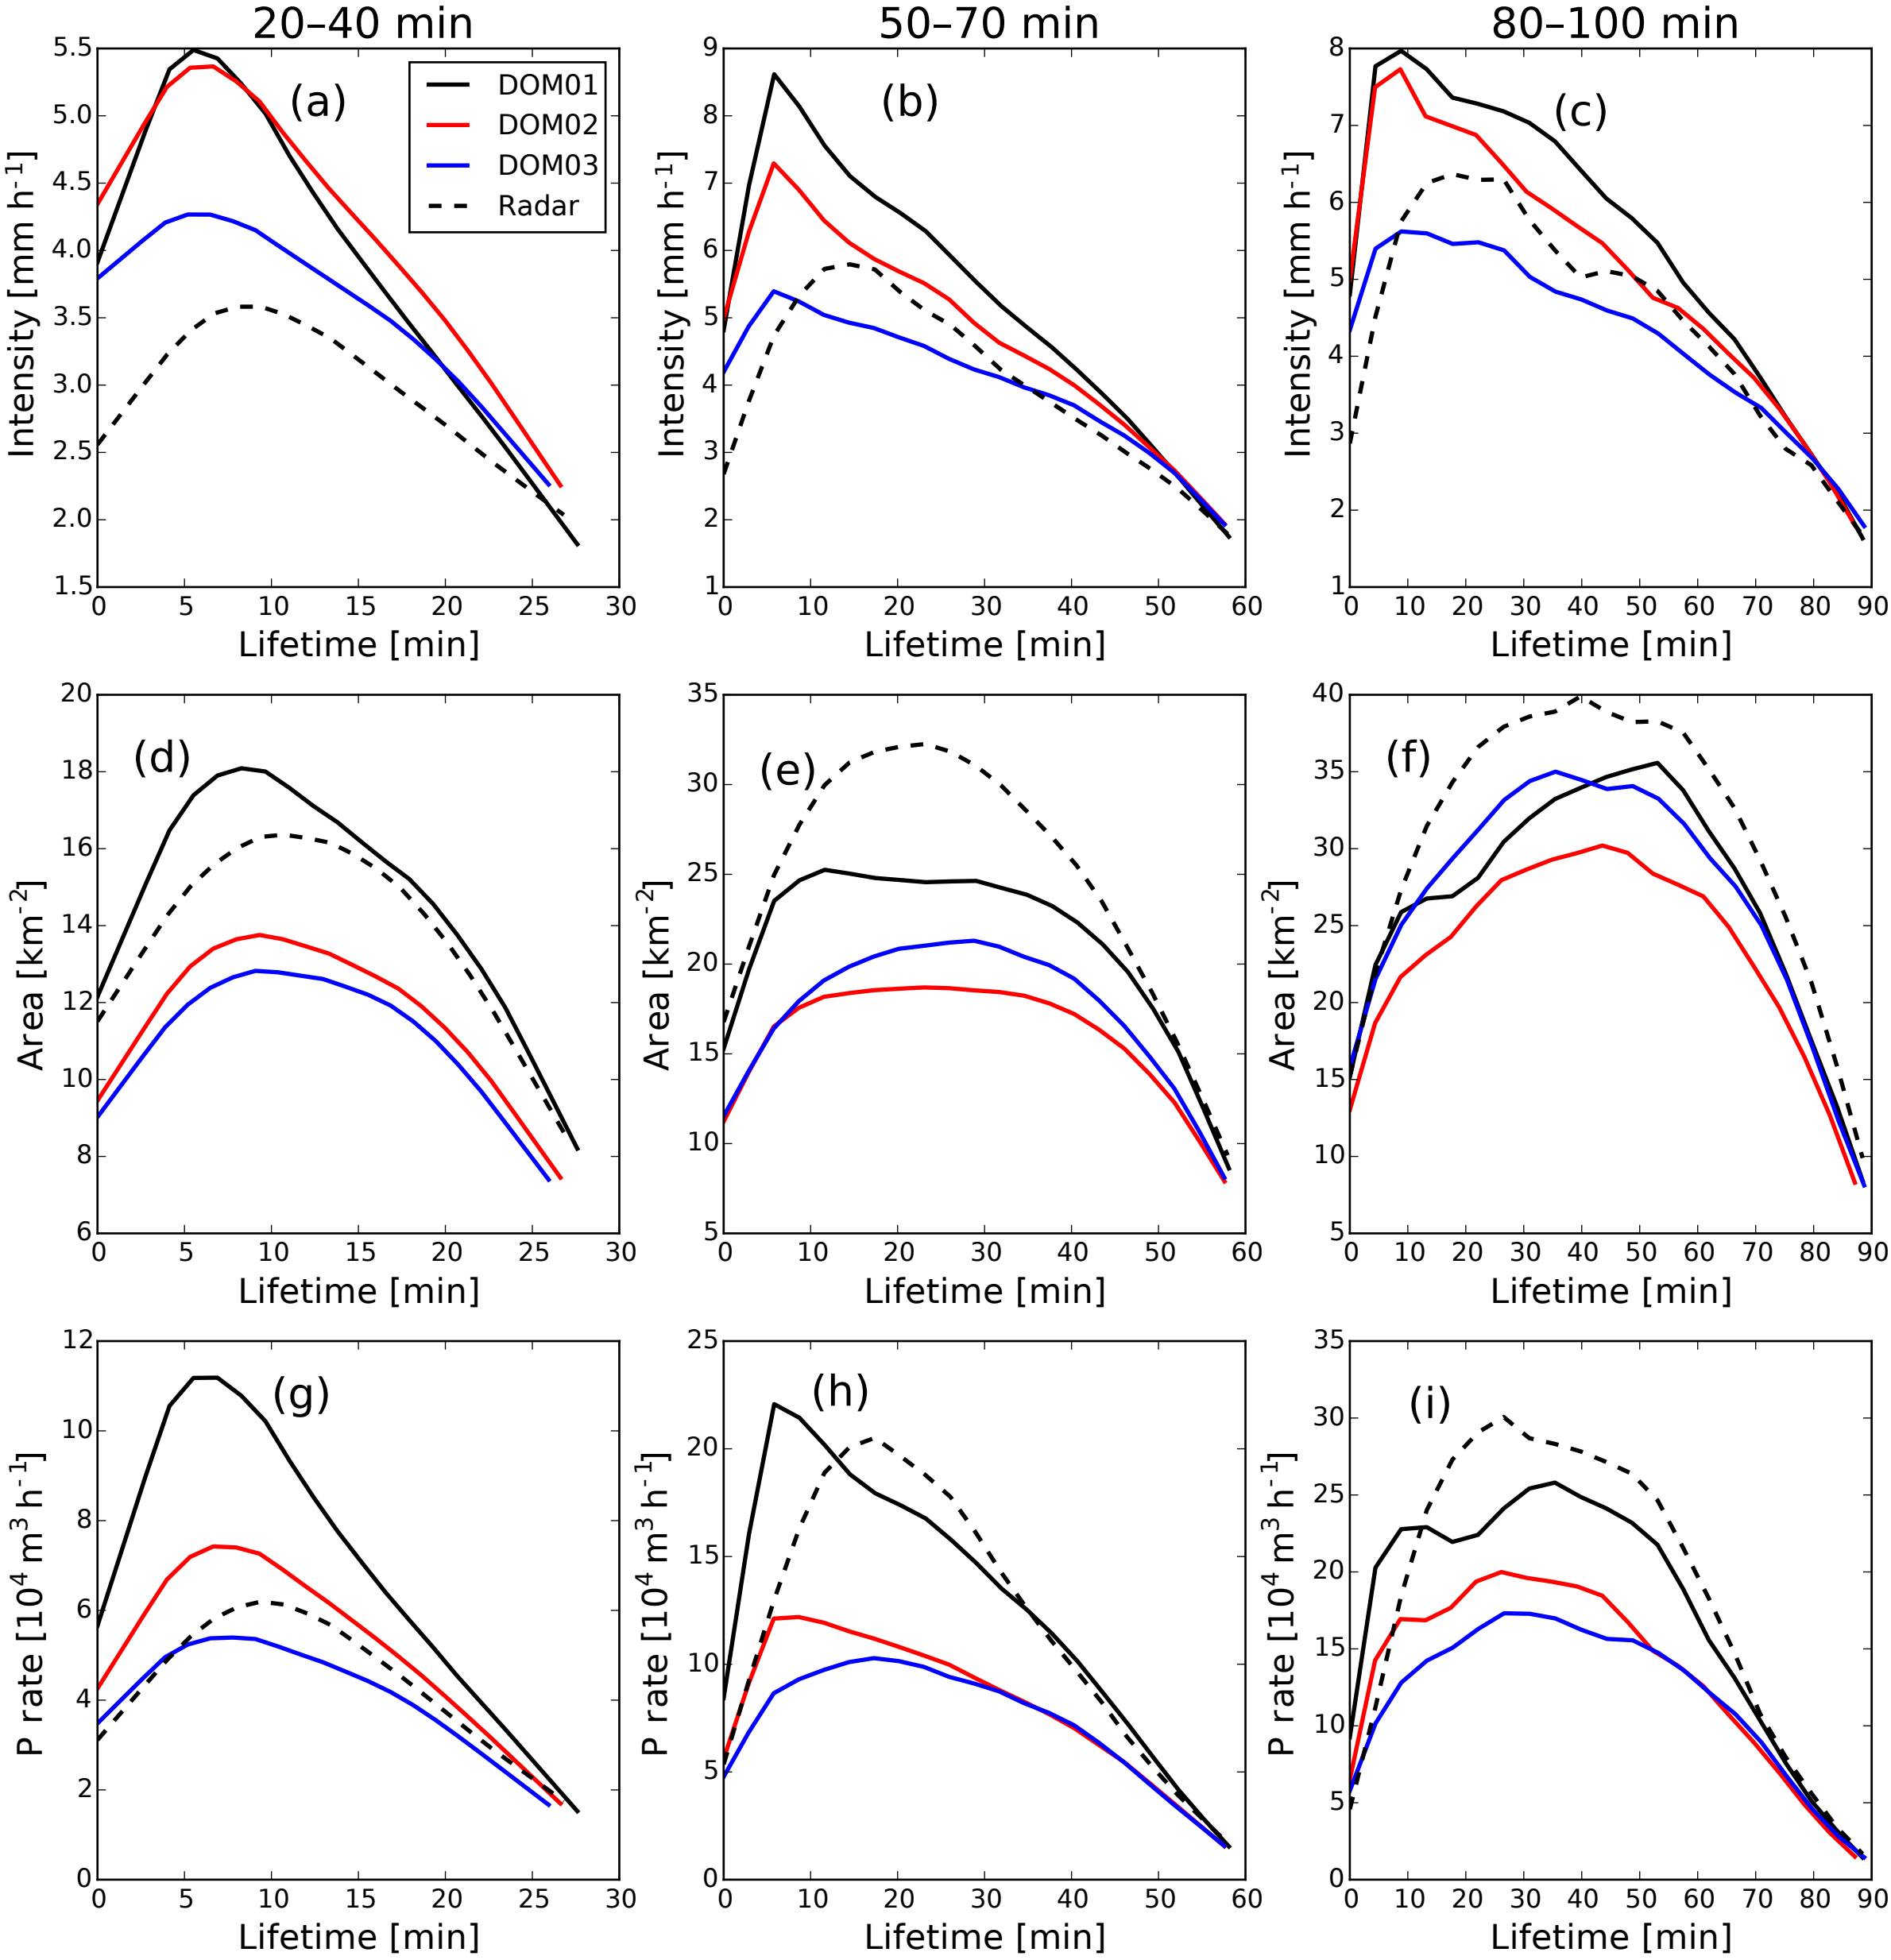 20–40 min
50–70 min
80–100 min
(a)
DOM01
DOM02
DOM03
Radar
Intensity [mm h-1]
5.5
5.0
4.5
4.0
3.5
3.0
2.5
2.0
1.5
0 5 10 15 20 25 30
Lifetime [min]
(b)
Intensity [mm h-1]
9
8
7
6
5
4
3
2
1
0 10 20 30 40 50 60
Lifetime [min]
(c)
Intensity [mm h-1]
8
7
6
5
4
3
2
1
0 10 20 30 40 50 60 70 80 90
Lifetime [min]
(d)
Area [km-2]
20
18
16
14
12
10
8
6
0 5 10 15 20 25 30
Lifetime [min]
(e)
Area [km-2]
35
30
25
20
15
10
5
0 10 20 30 40 50 60
Lifetime [min]
(f)
Area [km-2]
40
35
30
25
20
15
10
5
0 10 20 30 40 50 60 70 80 90
Lifetime [min]
(g)
P rate [10⁴ m³ h-1]
12
10
8
6
4
2
0
0 5 10 15 20 25 30
Lifetime [min]
(h)
P rate [10⁴ m³ h-1]
25
20
15
10
5
0
0 10 20 30 40 50 60
Lifetime [min]
(i)
P rate [10⁴ m³ h-1]
35
30
25
20
15
10
5
0
0 10 20 30 40 50 60 70 80 90
Lifetime [min]